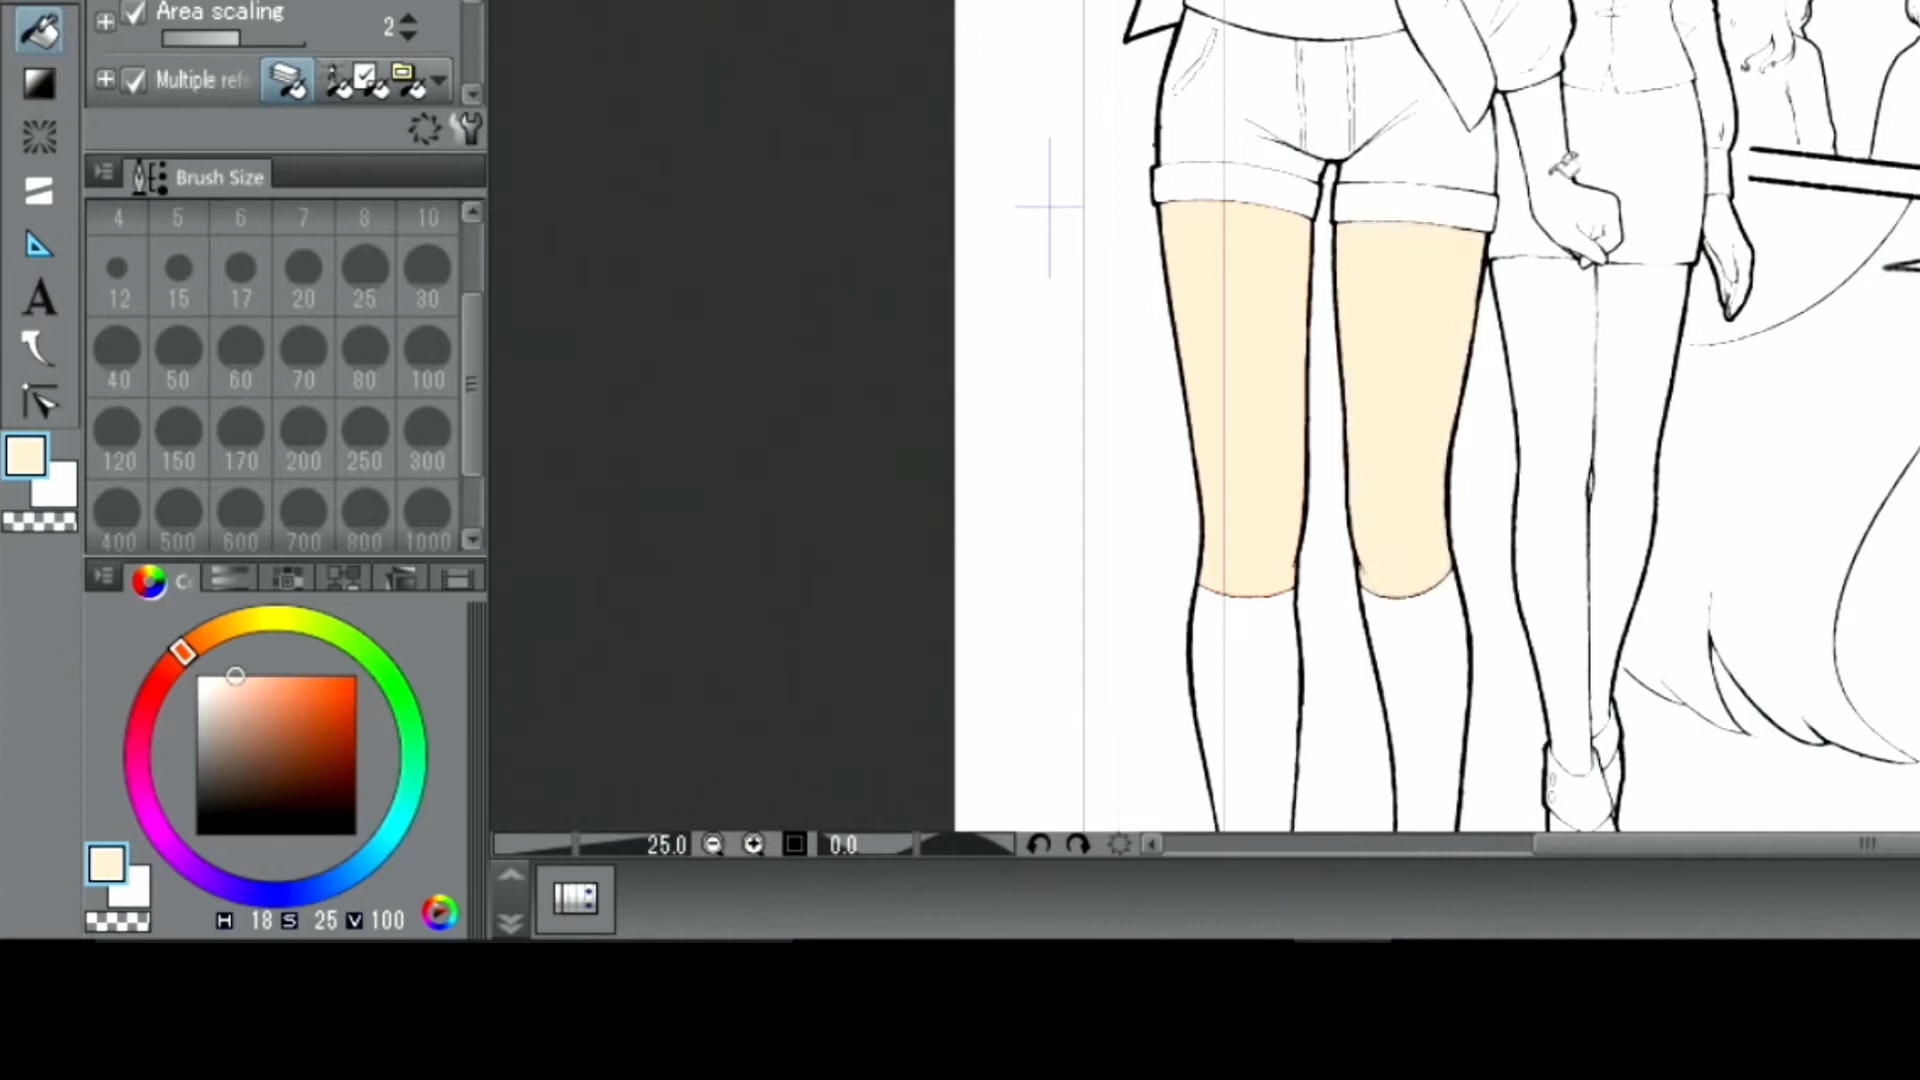 Area scaling
2
Multiple refe
Brush Size
4 5 6 7 8 10
12 15 17 20 25 30
40 50 60 70 80 100
120 150 170 200 250 300
400 500 600 700 800 1000
Co
25.0 0.0
H 18 S 25 V 100